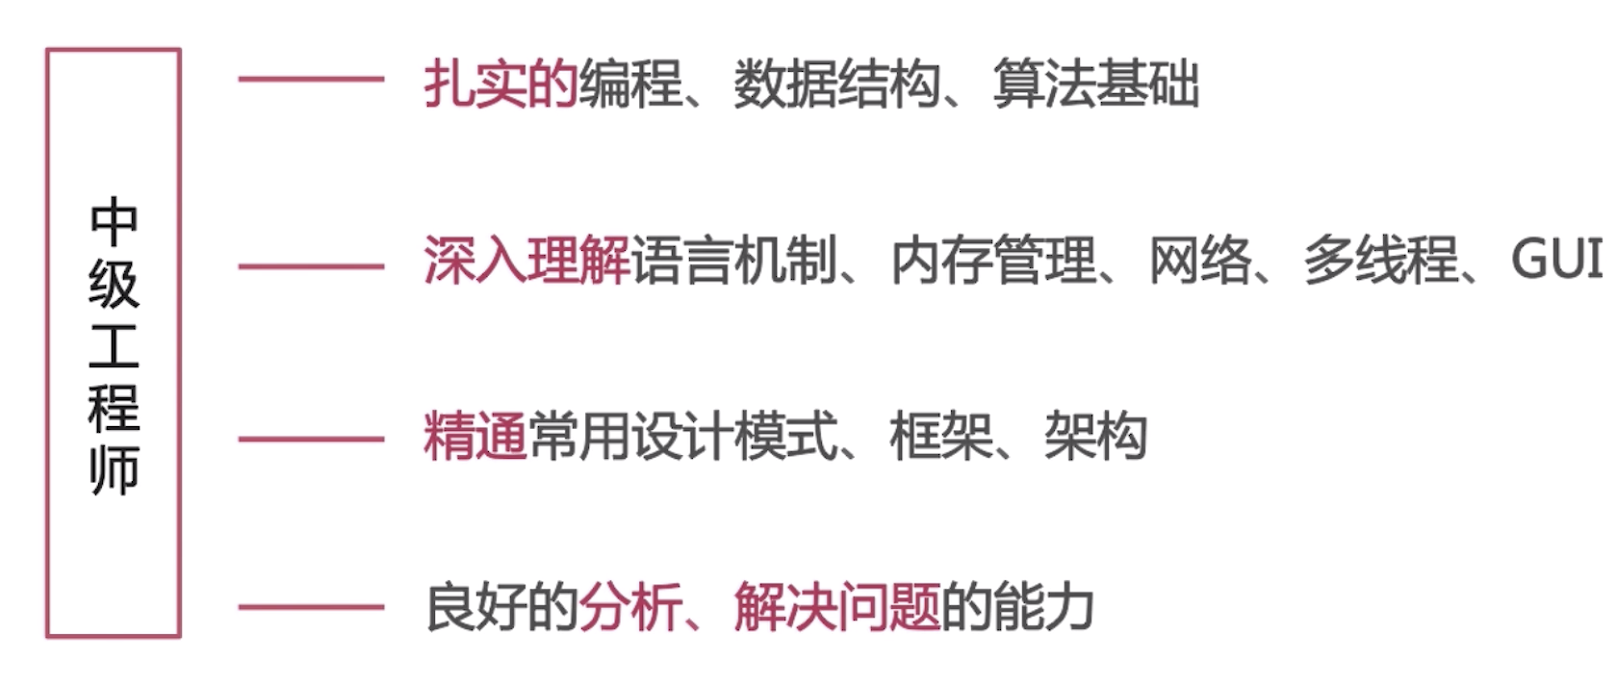 中级工程师
扎实的编程、数据结构、算法基础
深入理解语言机制、内存管理、网络、多线程、GUI
精通常用设计模式、框架、架构
良好的分析、解决问题的能力